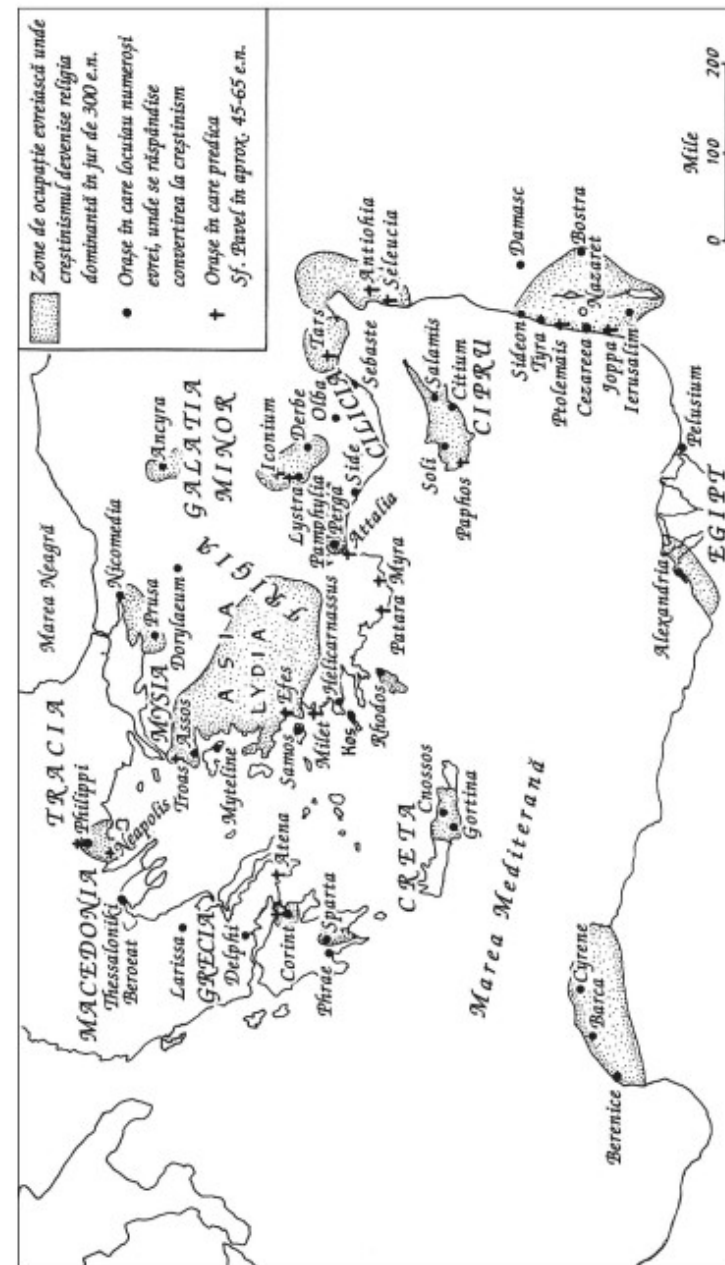 Zone de ocupație evreiască unde
creștinismul devenise religia
dominantă în jur de 300 e.n.
Orașe în care locuiau numeroși
evrei, unde se răspândise
convertirea la creștinism
Orașe în care predica
Sf. Pavel în aprox. 45-65 e.n.
Marea Neagră
TRACIA
Philippi
Neapolis
MACEDONIA
Thessaloniki
Beroeat
Larissa
GRECIA
Delphi
Atena
Corint
Sparta
Phrae
Nicomedia
Prusa
Dorylaeum
MYSIA
Assos
Troas
Myteline
ASIA
LYDIA
FRIGIA
Efes
Samos
Milet
Helicarnassus
Kos
Rhodos
Patara
Myra
Ancyra
GALATIA
MINOR
Iconium
Lystra
Derbe
Pamphylia
Perga
Attalia
Side
CILICIA
Olba
Tars
Sebaste
Antiohia
Seleucia
Salamis
Citium
CIPRU
Soli
Paphos
CRETA
Cnossos
Gortina
Marea Mediterană
Sideon
Damasc
Tyra
Ptolemais
Cezareea
Nazaret
Bostra
Joppa
Ierusalim
Pelusium
EGIPT
Alexandria
Cyrene
Barca
Berenice
Mile
0 100 200